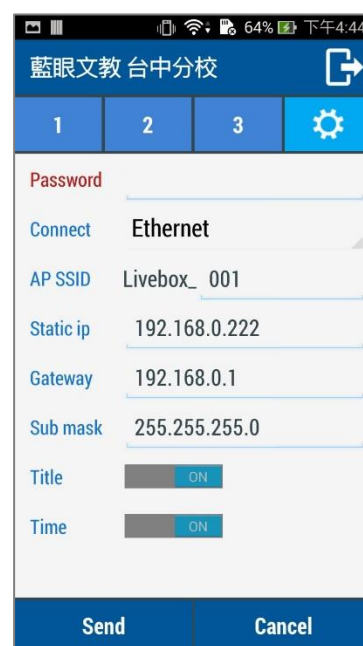 64% 下午4:44
藍眼文教 台中分校
1 2 3
Password
Connect Ethernet
AP SSID Livebox_ 001
Static ip 192.168.0.222
Gateway 192.168.0.1
Sub mask 255.255.255.0
Title ON
Time ON
Send Cancel